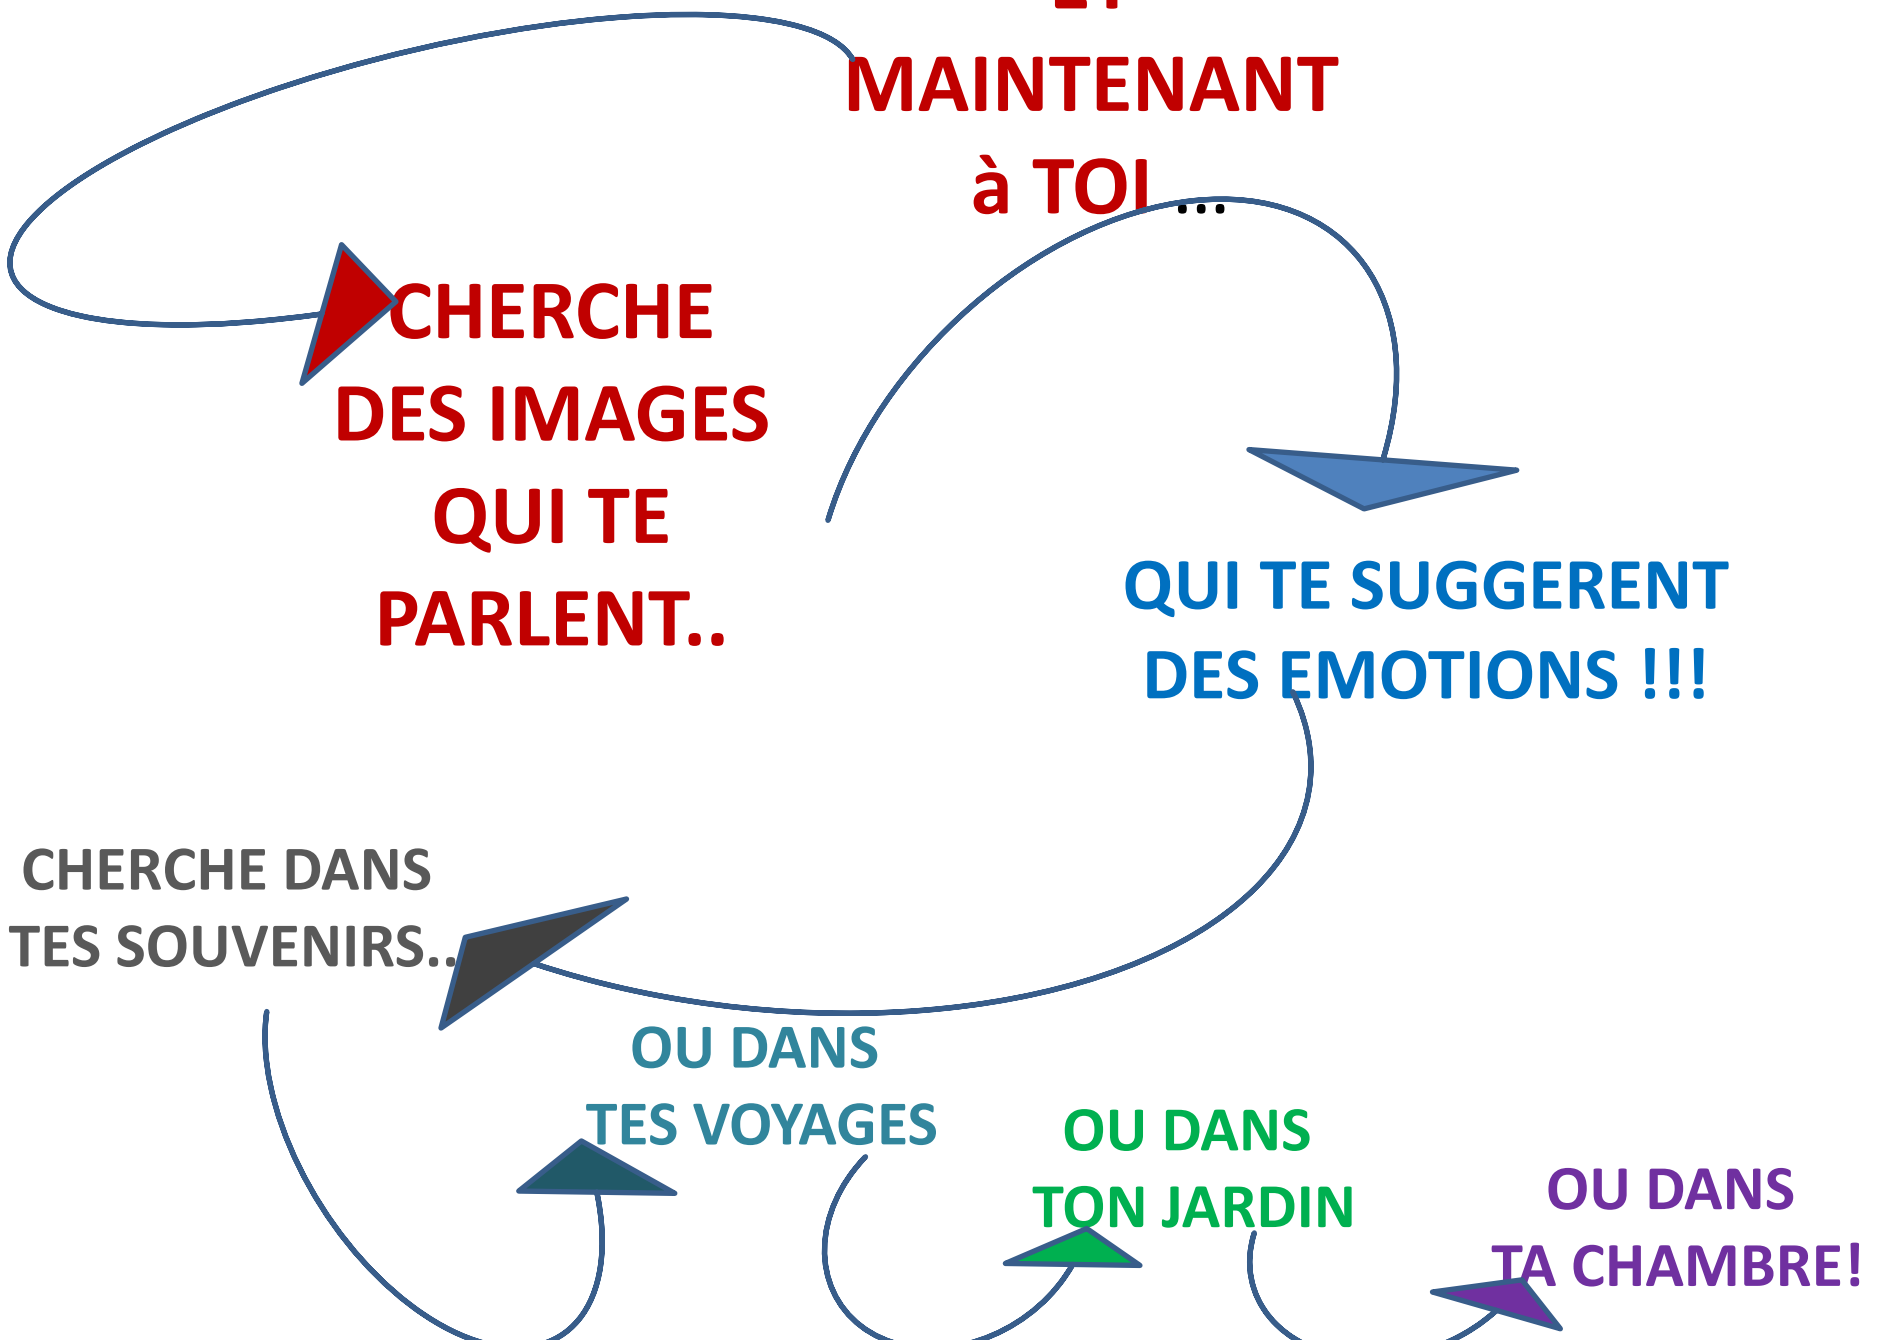 MAINTENANT
à TOI ...
CHERCHE
DES IMAGES
QUI TE
PARLENT..
QUI TE SUGGERENT
DES EMOTIONS !!!
CHERCHE DANS
TES SOUVENIRS..
OU DANS
TES VOYAGES
OU DANS
TON JARDIN
OU DANS
TA CHAMBRE!